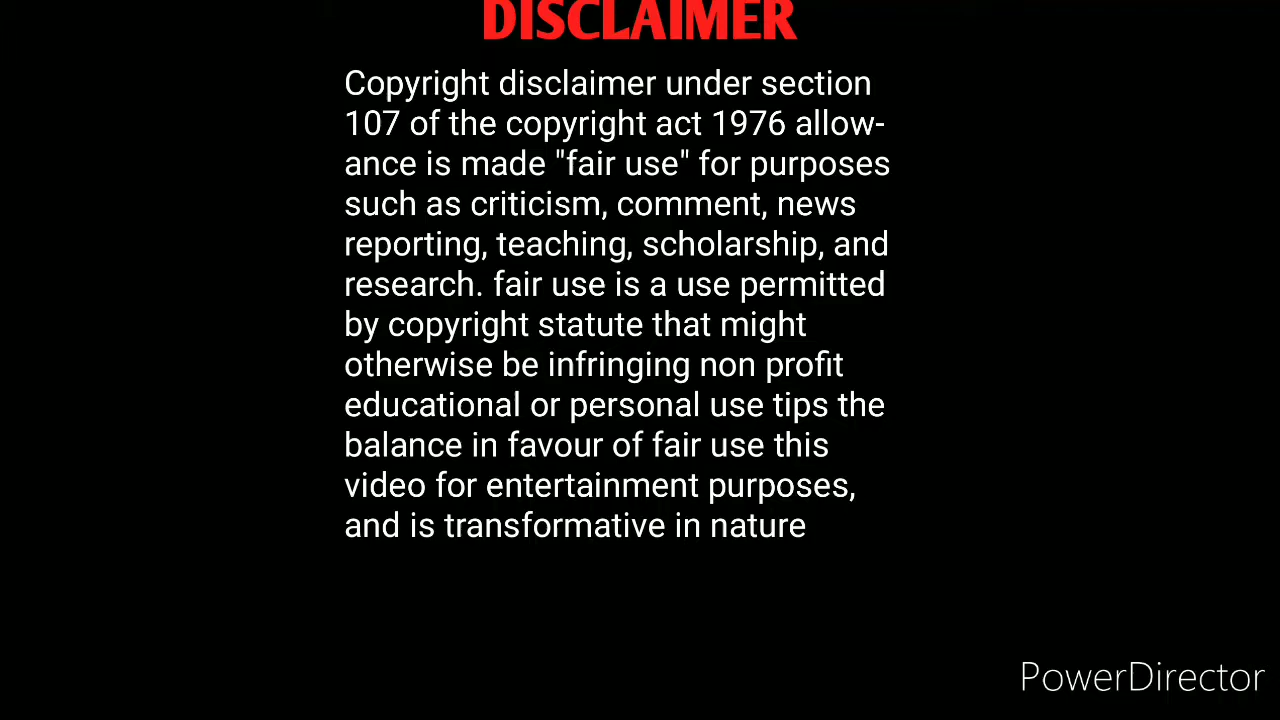 DISCLAIMER
Copyright disclaimer under section
107 of the copyright act 1976 allow-
ance is made "fair use" for purposes
such as criticism, comment, news
reporting, teaching, scholarship, and
research. fair use is a use permitted
by copyright statute that might
otherwise be infringing non profit
educational or personal use tips the
balance in favour of fair use this
video for entertainment purposes,
and is transformative in nature
PowerDirector